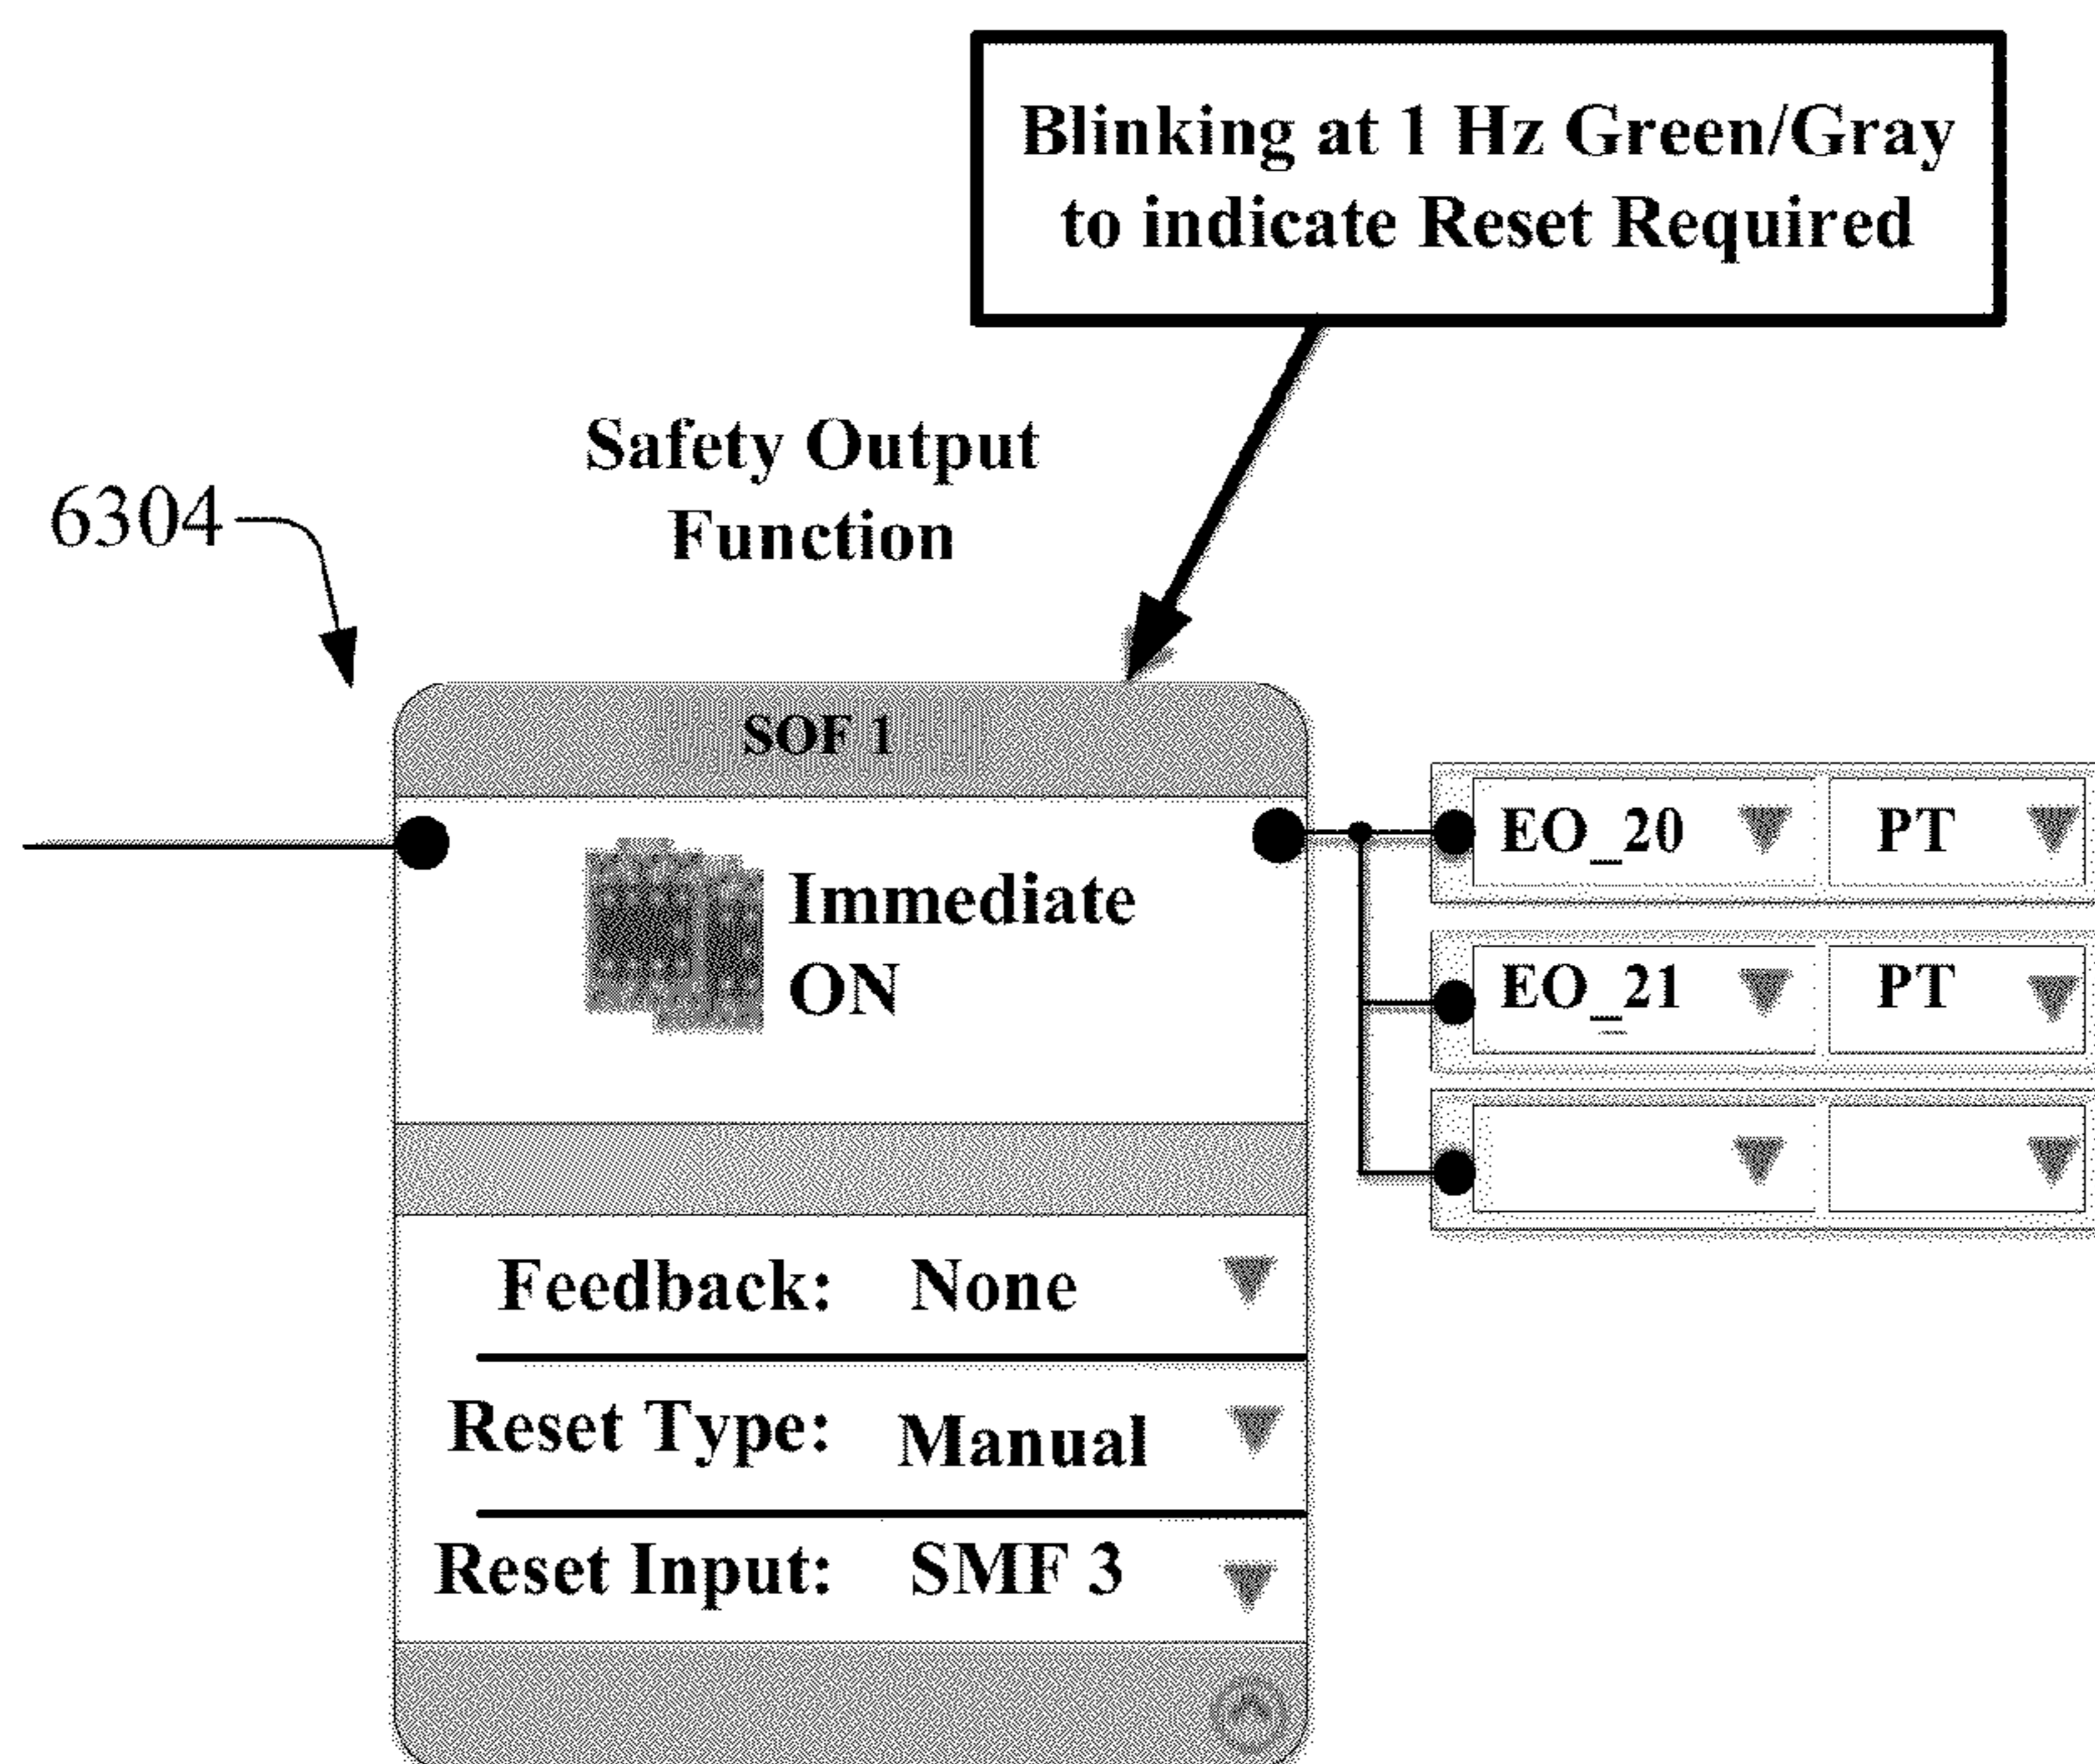 Blinking at 1 Hz Green/Gray
to indicate Reset Required
Safety Output
Function
6304
SOF 1
Immediate
ON
EO_20 PT
EO_21 PT
Feedback: None
Reset Type: Manual
Reset Input: SMF 3